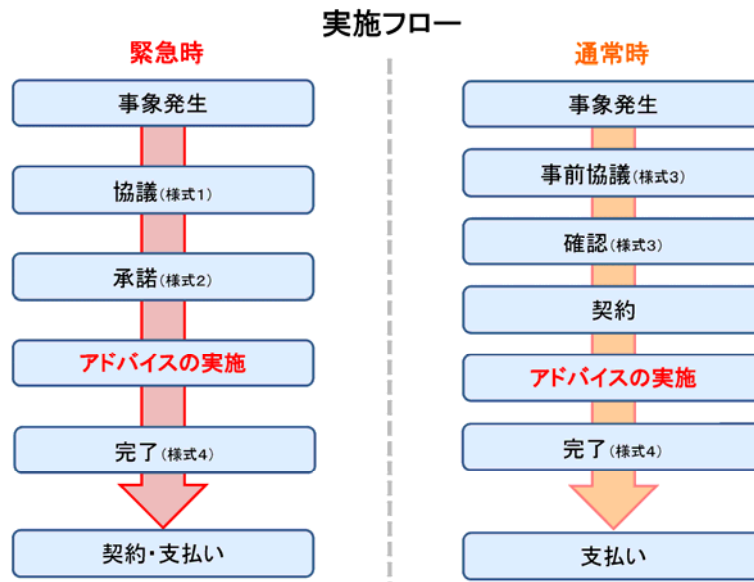 実施フロー
緊急時
事象発生
協議(様式1)
承諾(様式2)
アドバイスの実施
完了(様式4)
契約・支払い
通常時
事象発生
事前協議(様式3)
確認(様式3)
契約
アドバイスの実施
完了(様式4)
支払い